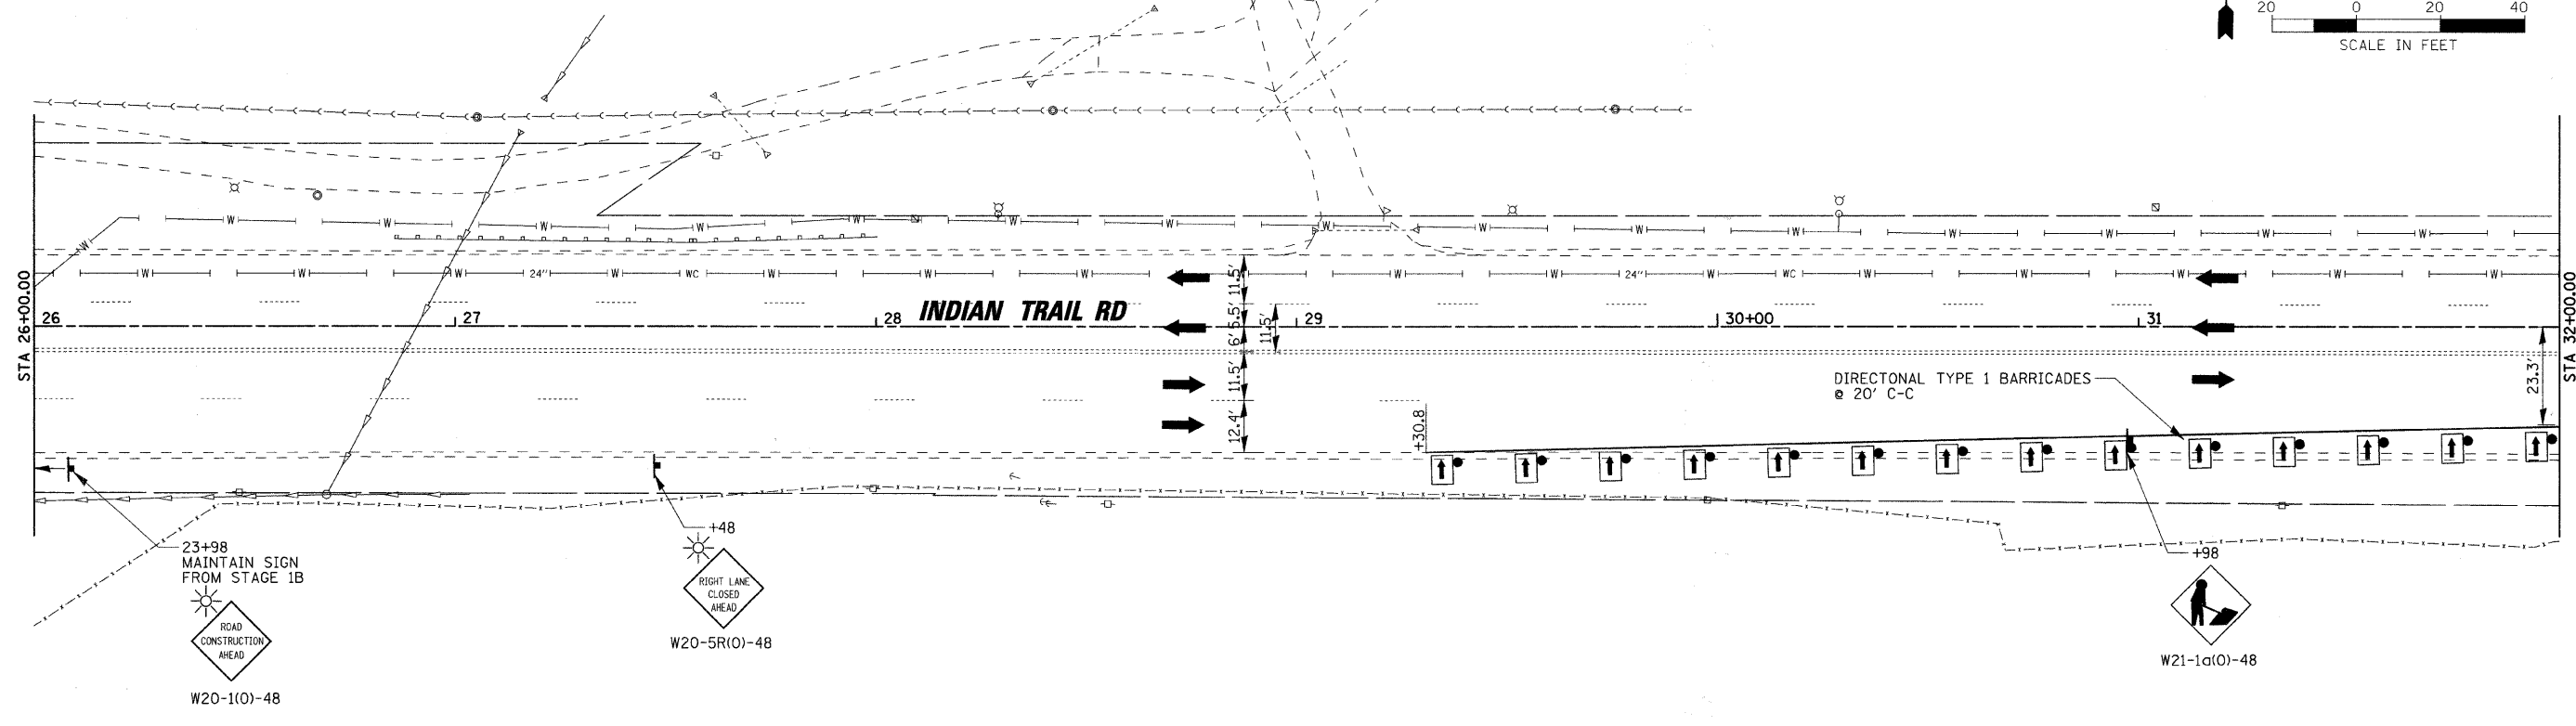 20 0 20 40
SCALE IN FEET
STA 26+00.00
STA 32+00.00
W W W W W W W W W W W W W W W
W
W W W 24" W WC W W W W W 24" W WC W W W W W
11.5'
5.5'
6'
11.5'
12.4'
11.5'
INDIAN TRAIL RD
26 27 28 29 30+00 31
23.3'
DIRECTONAL TYPE 1 BARRICADES
@ 20' C-C
+30.8
23+98
MAINTAIN SIGN
FROM STAGE 1B
ROAD
CONSTRUCTION
AHEAD
W20-1(O)-48
+48
RIGHT LANE
CLOSED
AHEAD
W20-5R(O)-48
+98
W21-1a(O)-48